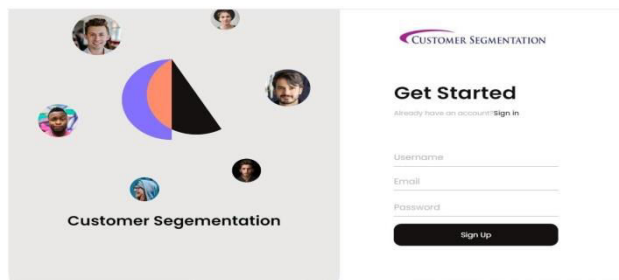 Customer Segementation
CUSTOMER SEGMENTATION
Get Started
Already have an account?Sign in
Username
Email
Password
Sign Up